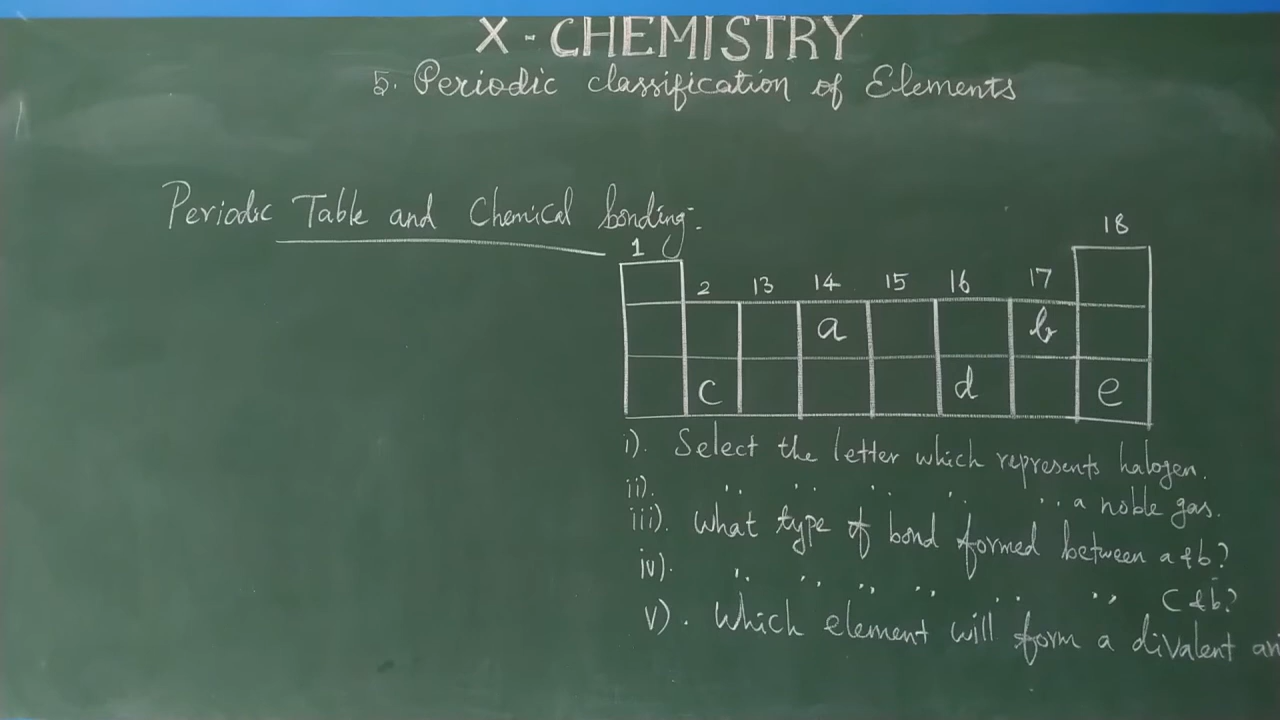 X - CHEMISTRY
5. Periodic classification of Elements
Periodic Table and Chemical bonding:-
18
1
2 13 14 15 16 17
a b
c d e
i). Select the letter which represents halogen.
ii). ,, ,, ,, ,, ,, a noble gas.
iii). What type of bond formed between a & b?
iv). ,, ,, ,, ,, ,, ,, C & b?
v). Which element will form a divalent an